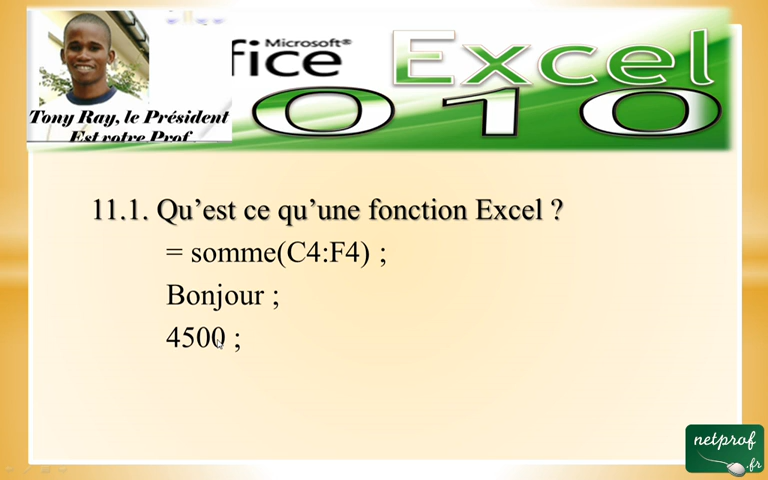 Microsoft®
ffice
Excel
010
Tony Ray, le Président
Est votre Prof
11.1. Qu’est ce qu’une fonction Excel ?
= somme(C4:F4) ;
Bonjour ;
4500 ;
netprof
.fr